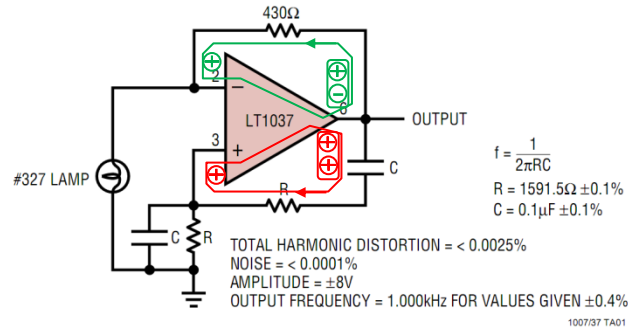 430Ω
2
−
LT1037
6
OUTPUT
3
+
C
#327 LAMP
R
C
R
f = 1
2πRC
R = 1591.5Ω ±0.1%
C = 0.1µF ±0.1%
TOTAL HARMONIC DISTORTION = < 0.0025%
NOISE = < 0.0001%
AMPLITUDE = ±8V
OUTPUT FREQUENCY = 1.000kHz FOR VALUES GIVEN ±0.4%
1007/37 TA01